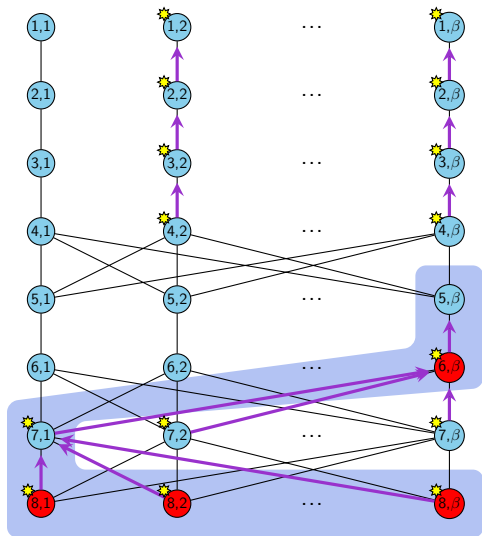 1,1 1,2 ... 1,β
2,1 2,2 ... 2,β
3,1 3,2 ... 3,β
4,1 4,2 ... 4,β
5,1 5,2 ... 5,β
6,1 6,2 ... 6,β
7,1 7,2 ... 7,β
8,1 8,2 ... 8,β